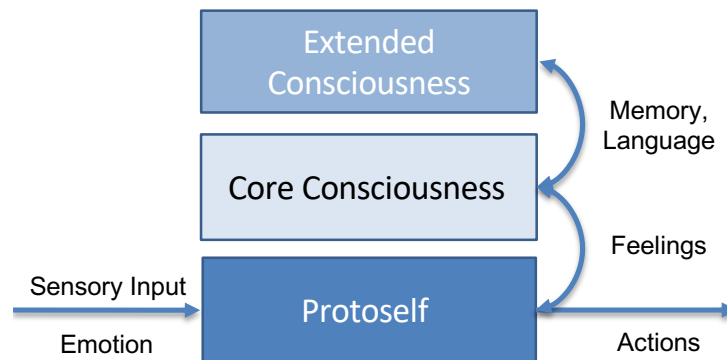 Extended
Consciousness
Memory,
Language
Core Consciousness
Feelings
Sensory Input
Protoself
Emotion
Actions